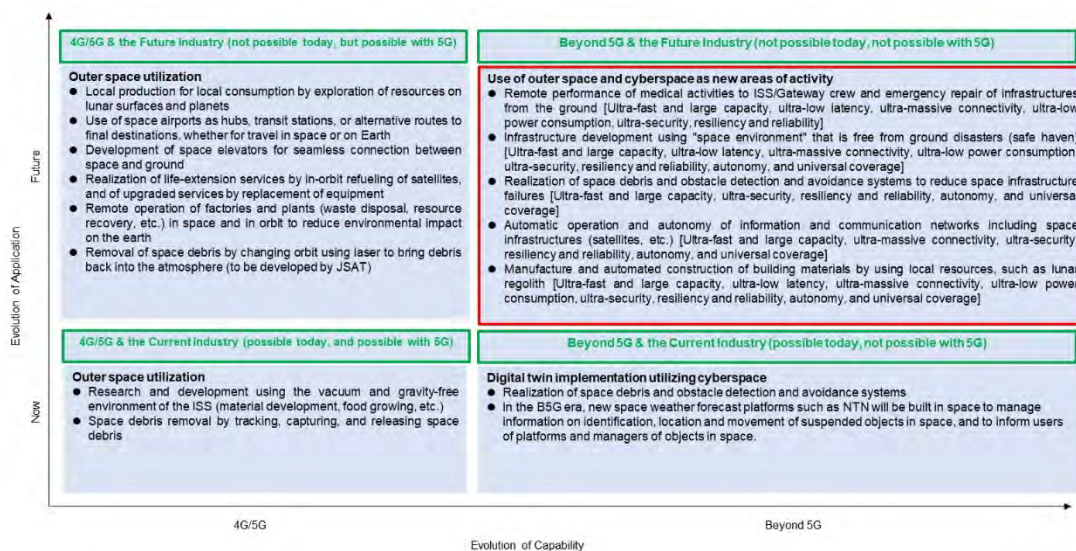 4G/5G & the Future Industry (not possible today, but possible with 5G)
Outer space utilization
● Local production for local consumption by exploration of resources on
lunar surfaces and planets
● Use of space airports as hubs, transit stations, or alternative routes to
final destinations, whether for travel in space or on Earth
● Development of space elevators for seamless connection between
space and ground
● Realization of life-extension services by in-orbit refueling of satellites,
and of upgraded services by replacement of equipment
● Remote operation of factories and plants (waste disposal, resource
recovery, etc.) in space and in orbit to reduce environmental impact
on the earth
● Removal of space debris by changing orbit using laser to bring debris
back into the atmosphere (to be developed by JSAT)
Beyond 5G & the Future Industry (not possible today, not possible with 5G)
Use of outer space and cyberspace as new areas of activity
● Remote performance of medical activities to ISS/Gateway crew and emergency repair of infrastructures
from the ground [Ultra-fast and large capacity, ultra-low latency, ultra-massive connectivity, ultra-low
power consumption, ultra-security, resiliency and reliability]
● Infrastructure development using "space environment" that is free from ground disasters (safe haven)
[Ultra-fast and large capacity, ultra-low latency, ultra-massive connectivity, ultra-low power consumption,
ultra-security, resiliency and reliability, autonomy, and universal coverage]
● Realization of space debris and obstacle detection and avoidance systems to reduce space infrastructure
failures [Ultra-fast and large capacity, ultra-security, resiliency and reliability, autonomy, and universal
coverage]
● Automatic operation and autonomy of information and communication networks including space
infrastructures (satellites, etc.) [Ultra-fast and large capacity, ultra-massive connectivity, ultra-security,
resiliency and reliability, autonomy, and universal coverage]
● Manufacture and automated construction of building materials by using local resources, such as lunar
regolith [Ultra-fast and large capacity, ultra-low latency, ultra-massive connectivity, ultra-low power
consumption, ultra-security, resiliency and reliability, autonomy, and universal coverage]
4G/5G & the Current Industry (possible today, and possible with 5G)
Outer space utilization
● Research and development using the vacuum and gravity-free
environment of the ISS (material development, food growing, etc.)
● Space debris removal by tracking, capturing, and releasing space
debris
Beyond 5G & the Current Industry (possible today, not possible with 5G)
Digital twin implementation utilizing cyberspace
● Realization of space debris and obstacle detection and avoidance systems
● In the B5G era, new space weather forecast platforms such as NTN will be built in space to manage
information on identification, location and movement of suspended objects in space, and to inform users
of platforms and managers of objects in space.
Evolution of Application
Future
Now
4G/5G
Beyond 5G
Evolution of Capability